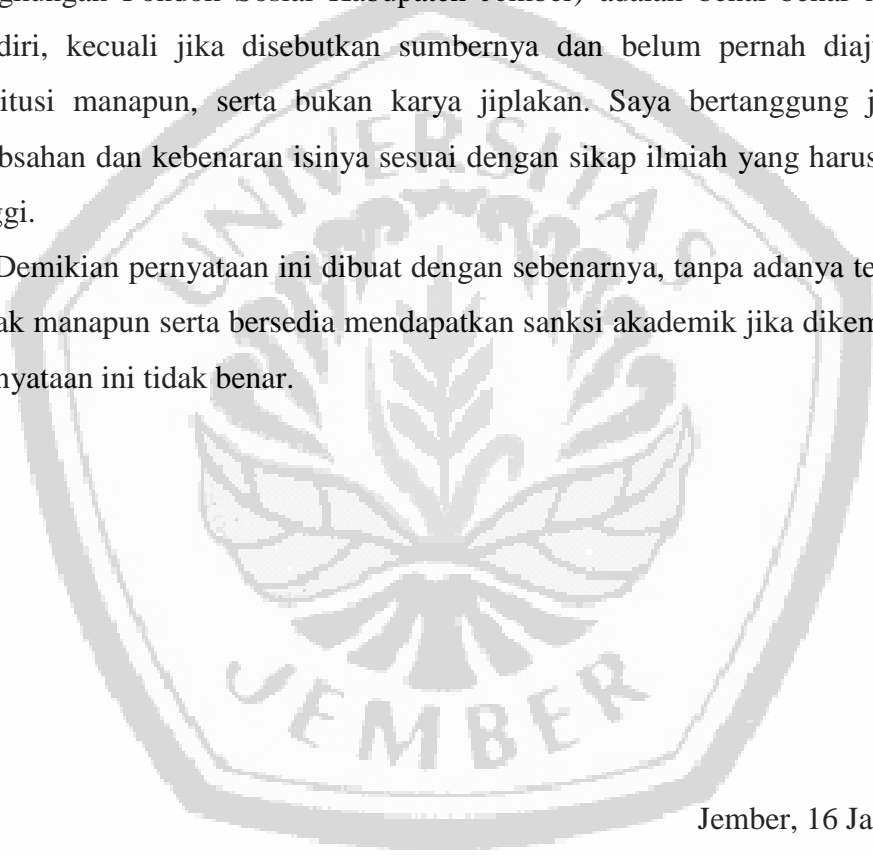 Pondok Sosial Kabupaten Jember) adalah benar-benar
diri, kecuali jika disebutkan sumbernya dan belum pernah diaju
itusi manapun, serta bukan karya jiplakan. Saya bertanggung j
bsahan dan kebenaran isinya sesuai dengan sikap ilmiah yang harus
ggi.
Demikian pernyataan ini dibuat dengan sebenarnya, tanpa adanya te
ak manapun serta bersedia mendapatkan sanksi akademik jika dikem
nyataan ini tidak benar.
UNIVERSITAS
JEMBER
Jember, 16 Ja